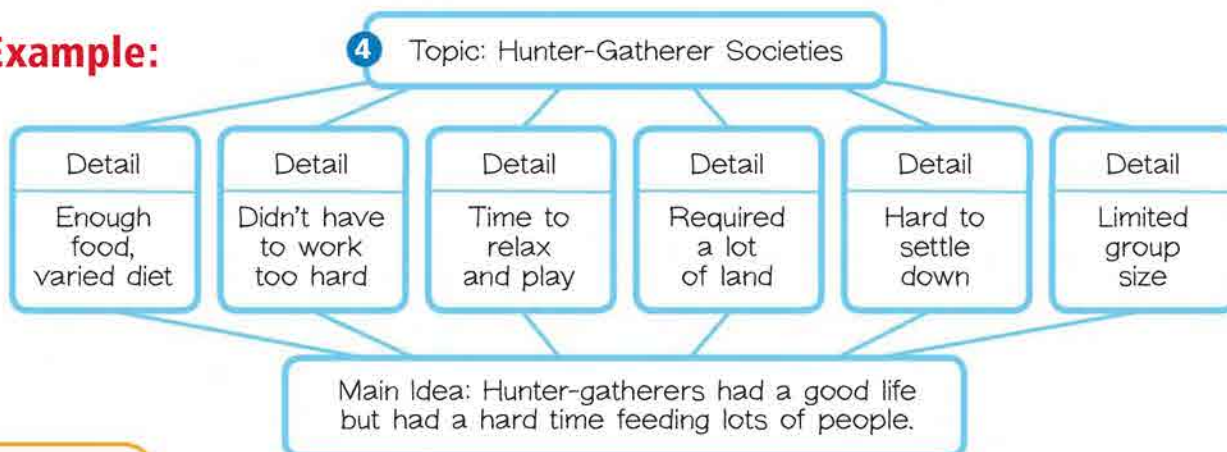 Example:
4 Topic: Hunter-Gatherer Societies
Detail
Enough
food,
varied diet
Detail
Didn't have
to work
too hard
Detail
Time to
relax
and play
Detail
Required
a lot
of land
Detail
Hard to
settle
down
Detail
Limited
group
size
Main Idea: Hunter-gatherers had a good life
but had a hard time feeding lots of people.